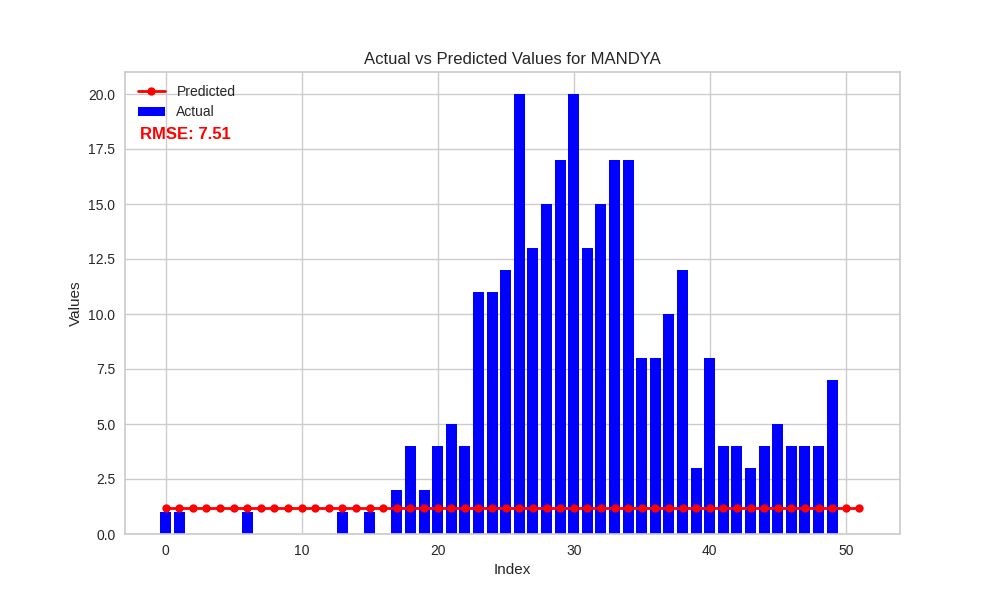 Actual vs Predicted Values for MANDYA
Predicted
Actual
RMSE: 7.51
20.0
17.5
15.0
12.5
10.0
7.5
5.0
2.5
0.0
Values
0 10 20 30 40 50
Index